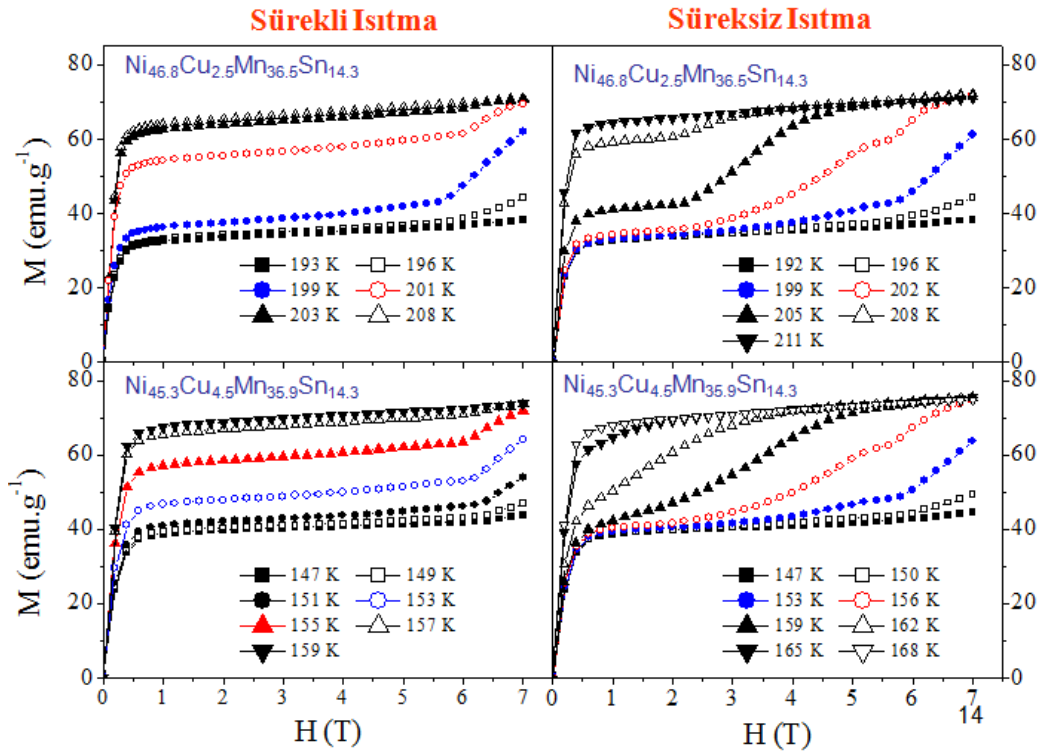 Sürekli Isıtma
Süreksiz Isıtma
80
60
40
20
0
M (emu.g⁻¹)
Ni₄₆.₈Cu₂.₅Mn₃₆.₅Sn₁₄.₃
193 K 196 K
199 K 201 K
203 K 208 K
Ni₄₆.₈Cu₂.₅Mn₃₆.₅Sn₁₄.₃
192 K 196 K
199 K 202 K
205 K 208 K
211 K
80
60
40
20
0
80
60
40
20
0
M (emu.g⁻¹)
Ni₄₅.₃Cu₄.₅Mn₃₅.₉Sn₁₄.₃
147 K 149 K
151 K 153 K
155 K 157 K
159 K
0 1 2 3 4 5 6 7
H (T)
Ni₄₅.₃Cu₄.₅Mn₃₅.₉Sn₁₄.₃
147 K 150 K
153 K 156 K
159 K 162 K
165 K 168 K
80
60
40
20
0
0 1 2 3 4 5 6 7
14
H (T)